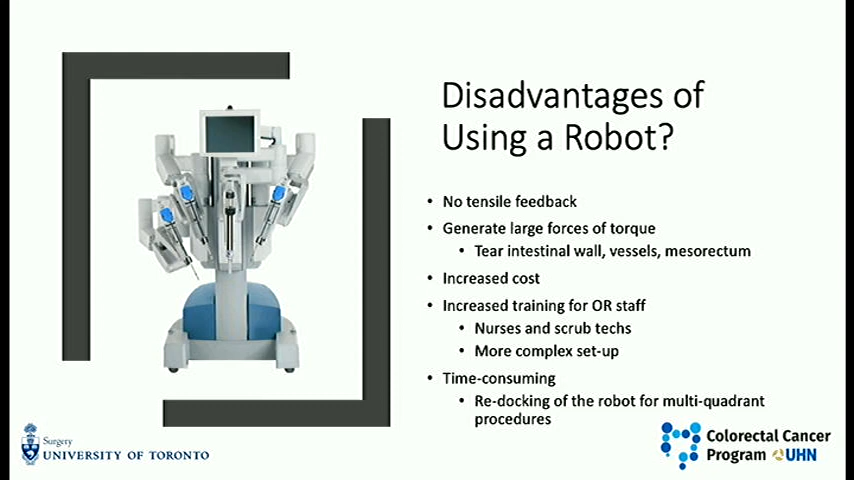 Disadvantages of
Using a Robot?
No tensile feedback
Generate large forces of torque
Tear intestinal wall, vessels, mesorectum
Increased cost
Increased training for OR staff
Nurses and scrub techs
More complex set-up
Time-consuming
Re-docking of the robot for multi-quadrant
procedures
Surgery
UNIVERSITY OF TORONTO
Colorectal Cancer
Program UHN